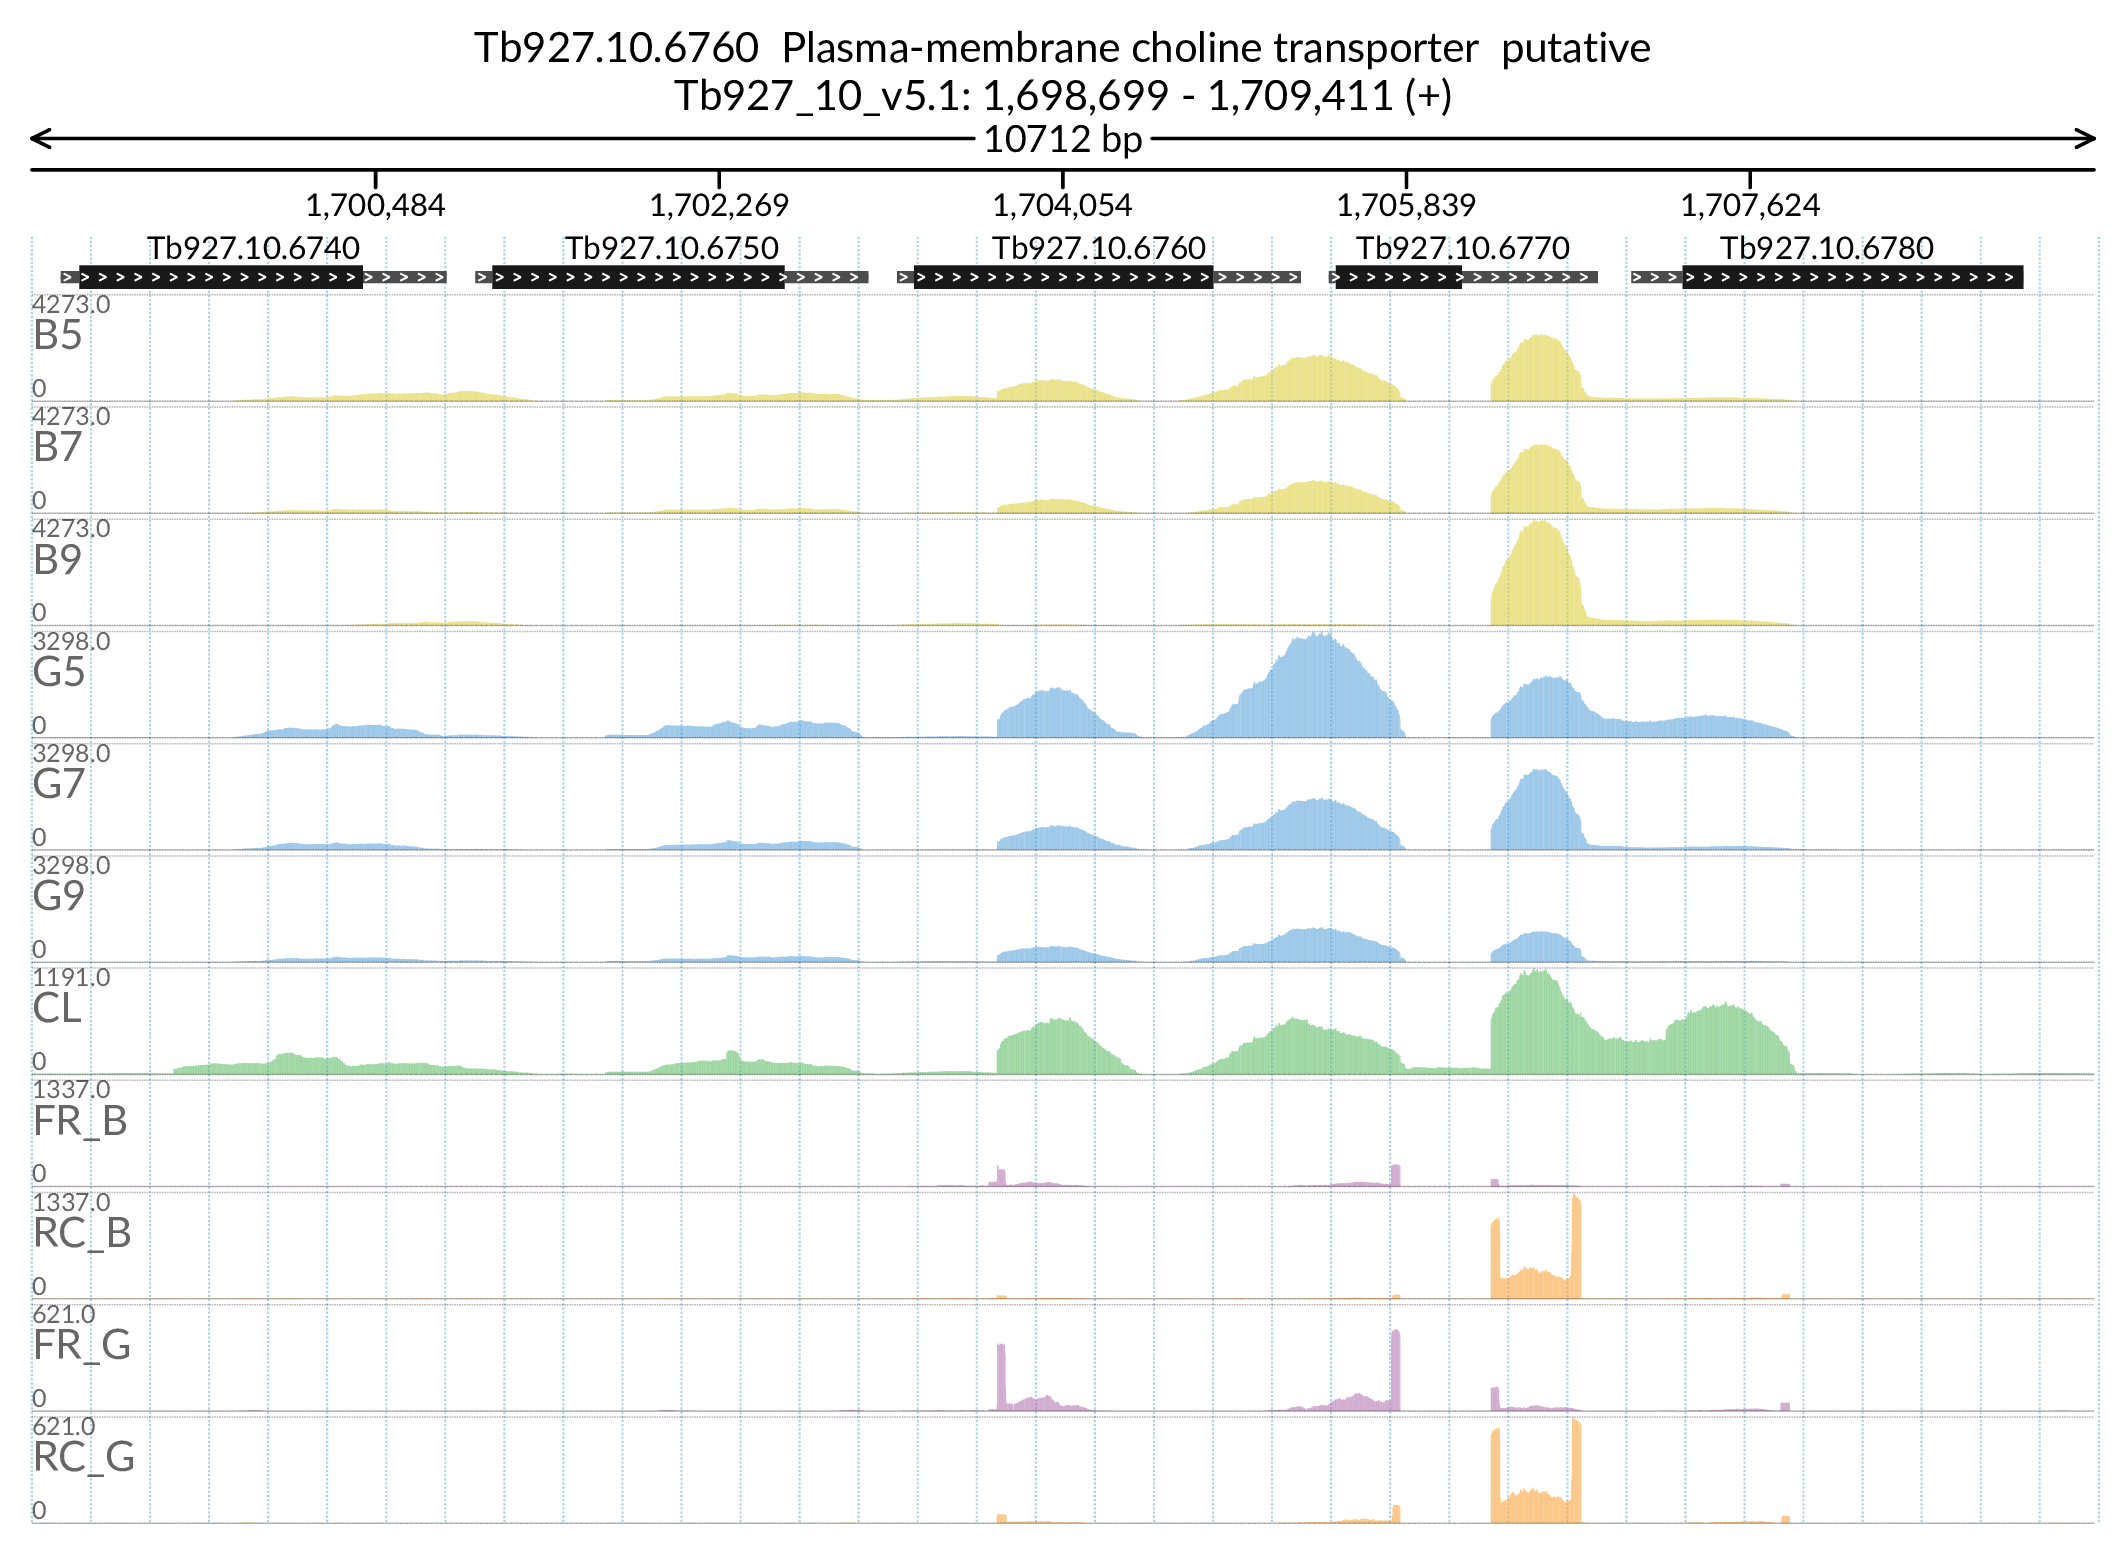 Tb927.10.6760  Plasma-membrane choline transporter  putative
Tb927_10_v5.1: 1,698,699 - 1,709,411 (+)
10712 bp
1,700,484 1,702,269 1,704,054 1,705,839 1,707,624
Tb927.10.6740 Tb927.10.6750 Tb927.10.6760 Tb927.10.6770 Tb927.10.6780
4273.0
B5
0
4273.0
B7
0
4273.0
B9
0
3298.0
G5
0
3298.0
G7
0
3298.0
G9
0
1191.0
CL
0
1337.0
FR_B
0
1337.0
RC_B
0
621.0
FR_G
0
621.0
RC_G
0